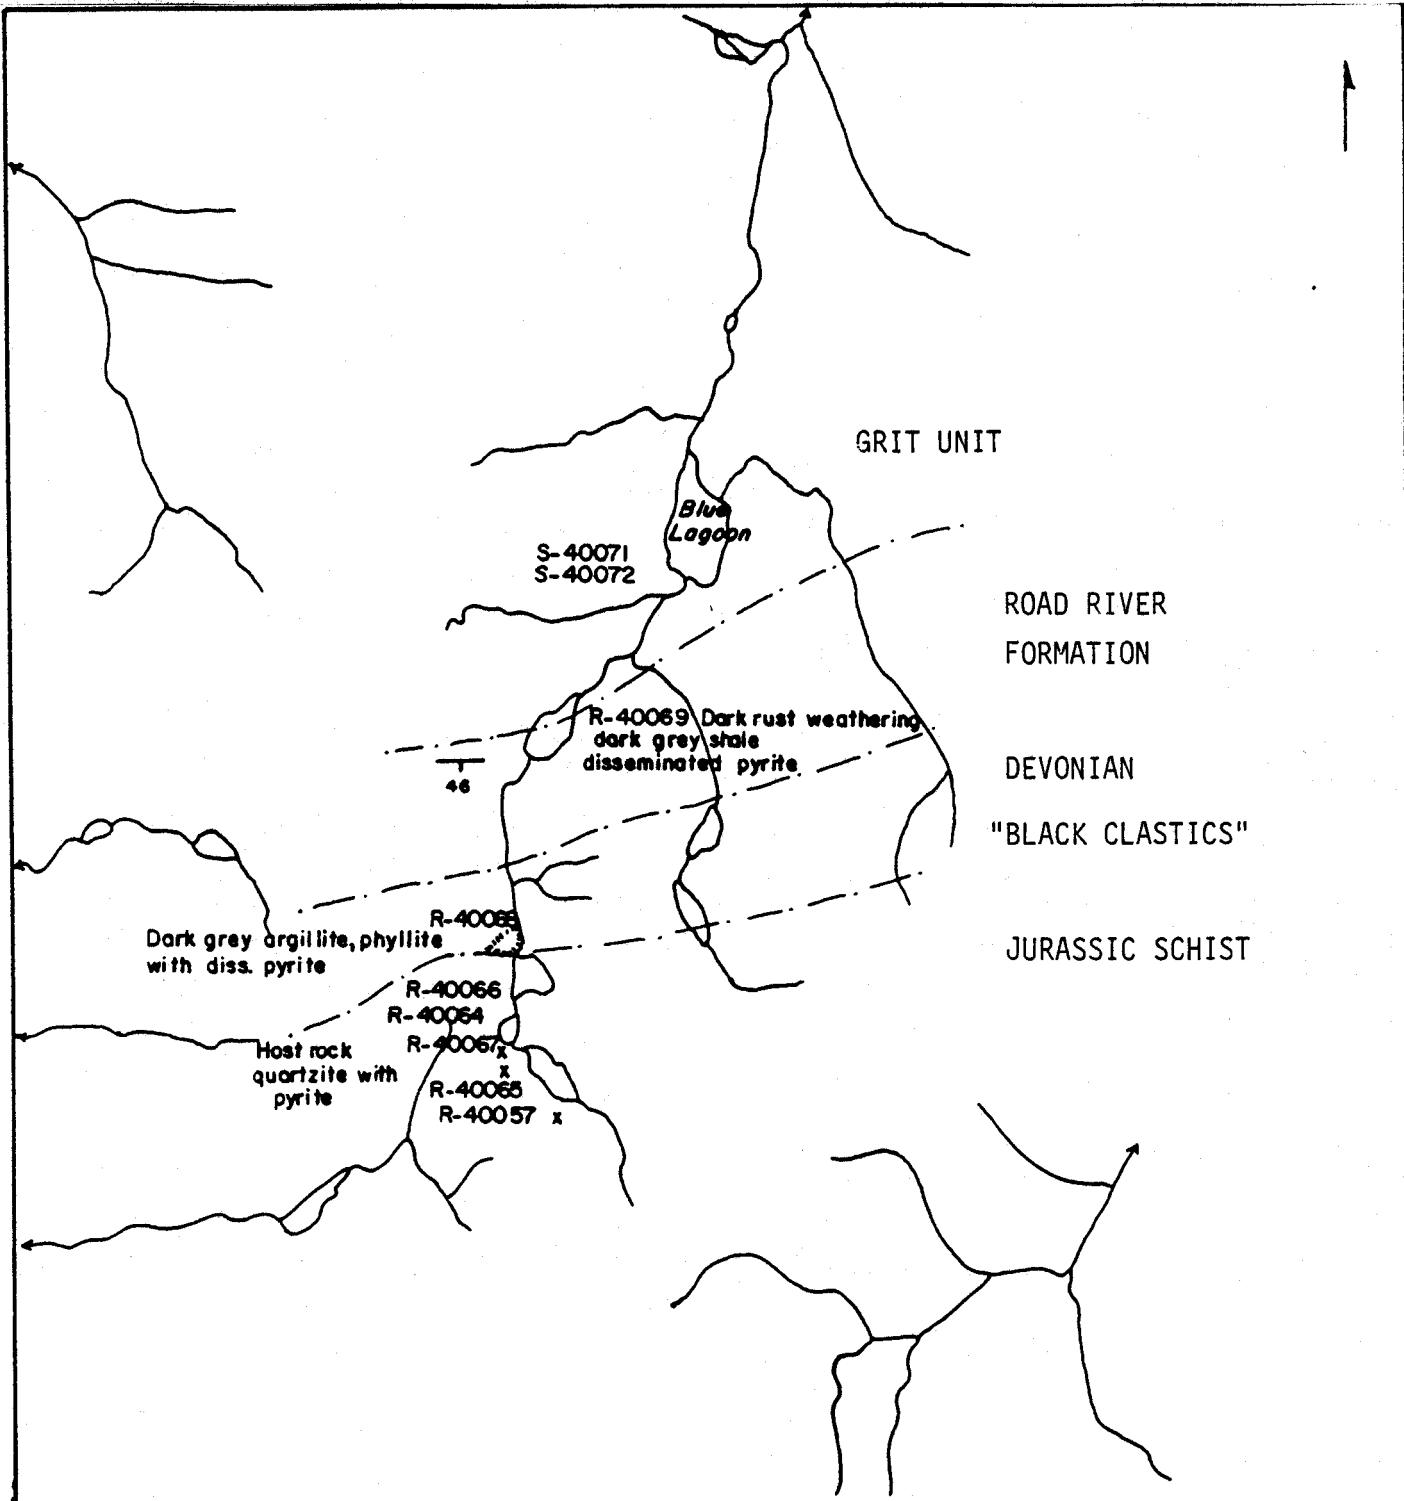 GRIT UNIT
Blue
Lagoon
S-40071
S-40072
ROAD RIVER
FORMATION
R-40069 Dark rust weathering
dark grey shale
disseminated pyrite
46
DEVONIAN
"BLACK CLASTICS"
R-40068
Dark grey argillite, phyllite
with diss. pyrite
JURASSIC SCHIST
R-40066
R-40064
R-40067 x
Host rock
quartzite with
pyrite
x
R-40065
R-40057 x